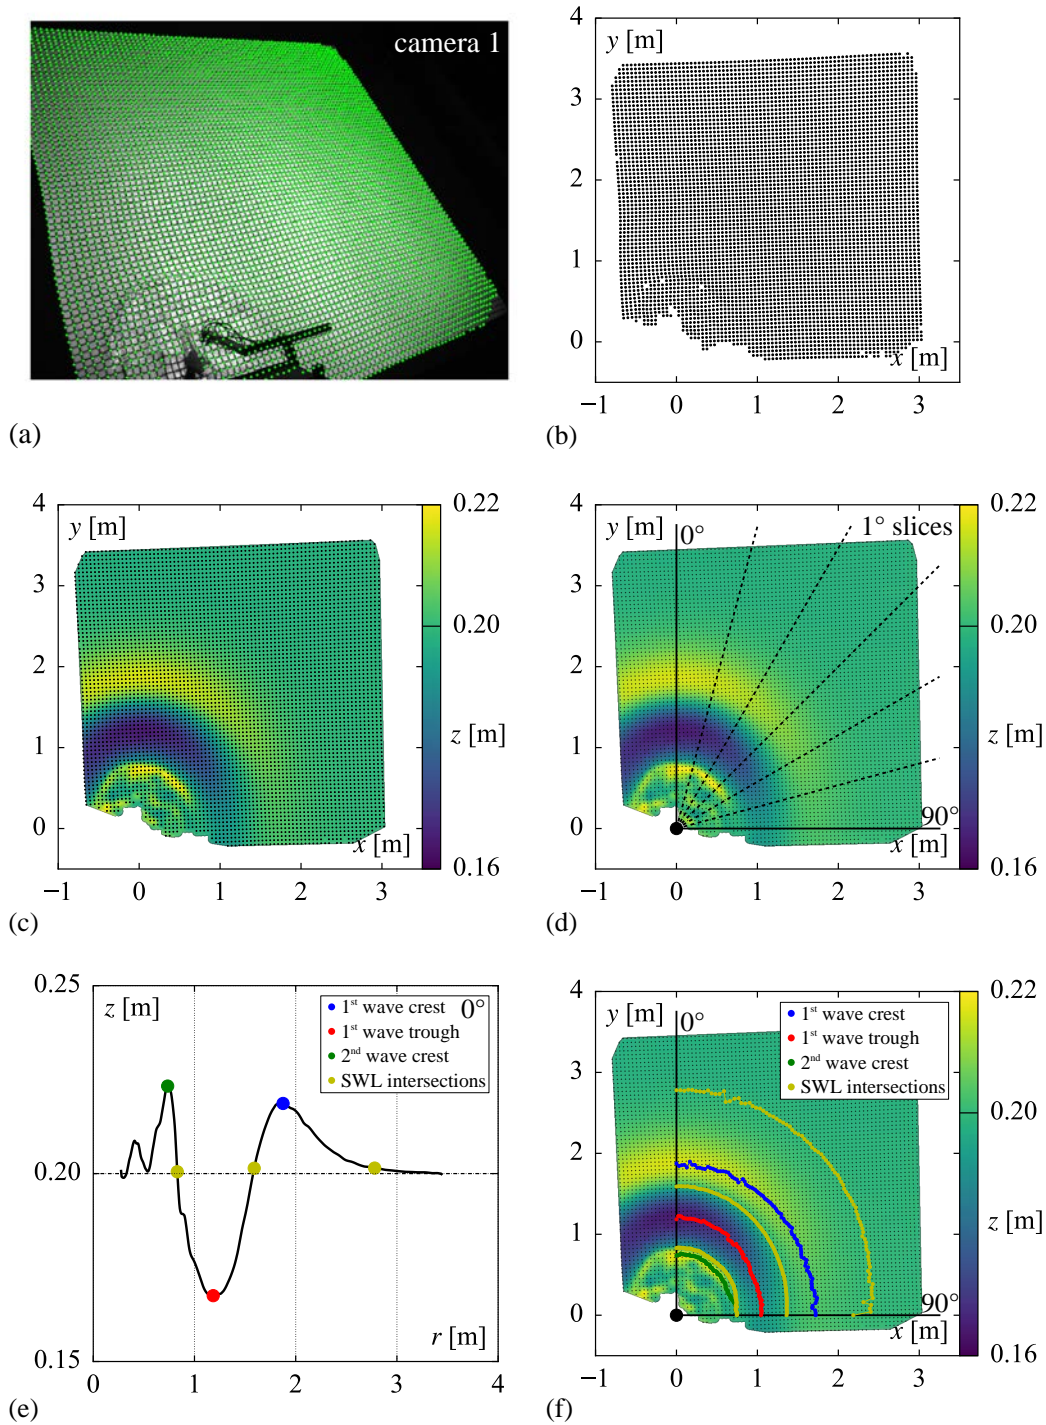 camera 1
(a)
4
y [m]
3
2
1
0
x [m]
−1 0 1 2 3
(b)
4
y [m]
3
2
1
0
x [m]
−1 0 1 2 3
0.22
0.20
z [m]
0.16
(c)
4
y [m]
0°
1° slices
3
2
1
0
90°
x [m]
−1 0 1 2 3
0.22
0.20
z [m]
0.16
(d)
0.25
z [m]
0°
1st wave crest
1st wave trough
2nd wave crest
SWL intersections
0.20
r [m]
0.15
0 1 2 3 4
(e)
4
y [m]
0°
1st wave crest
1st wave trough
2nd wave crest
SWL intersections
3
2
1
0
90°
x [m]
−1 0 1 2 3
0.22
0.20
z [m]
0.16
(f)